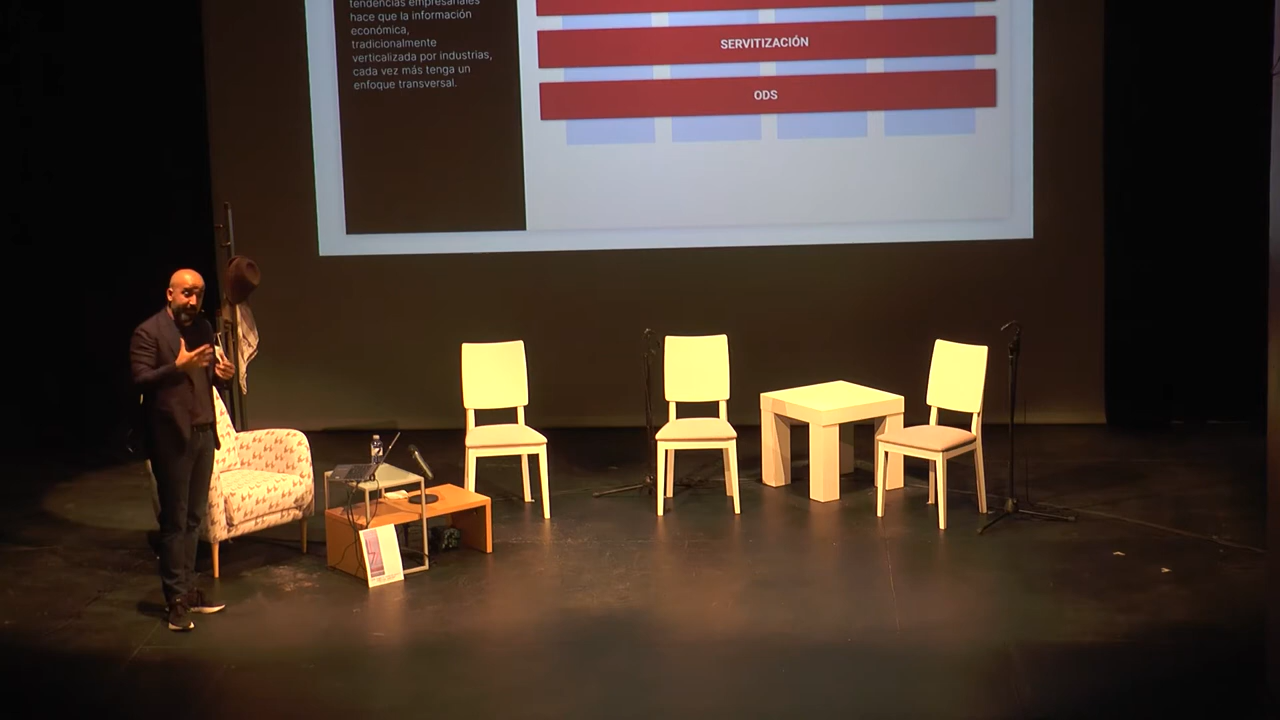 tendencias empresariales
hace que la información
económica,
tradicionalmente
verticalizada por industrias,
cada vez más tenga un
enfoque transversal.
SERVITIZACIÓN
ODS